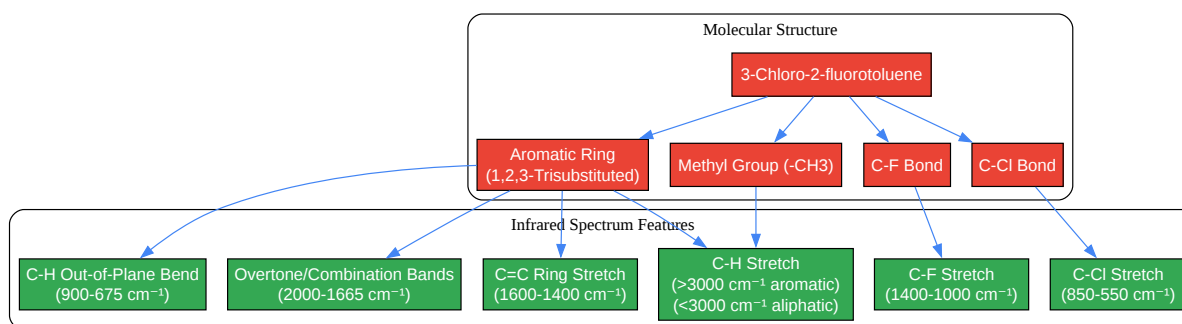 Molecular Structure
3-Chloro-2-fluorotoluene
Aromatic Ring
(1,2,3-Trisubstituted)
Methyl Group (-CH3)
C-F Bond
C-Cl Bond
Infrared Spectrum Features
C-H Out-of-Plane Bend
(900-675 cm⁻¹)
Overtone/Combination Bands
(2000-1665 cm⁻¹)
C=C Ring Stretch
(1600-1400 cm⁻¹)
C-H Stretch
(>3000 cm⁻¹ aromatic)
(<3000 cm⁻¹ aliphatic)
C-F Stretch
(1400-1000 cm⁻¹)
C-Cl Stretch
(850-550 cm⁻¹)